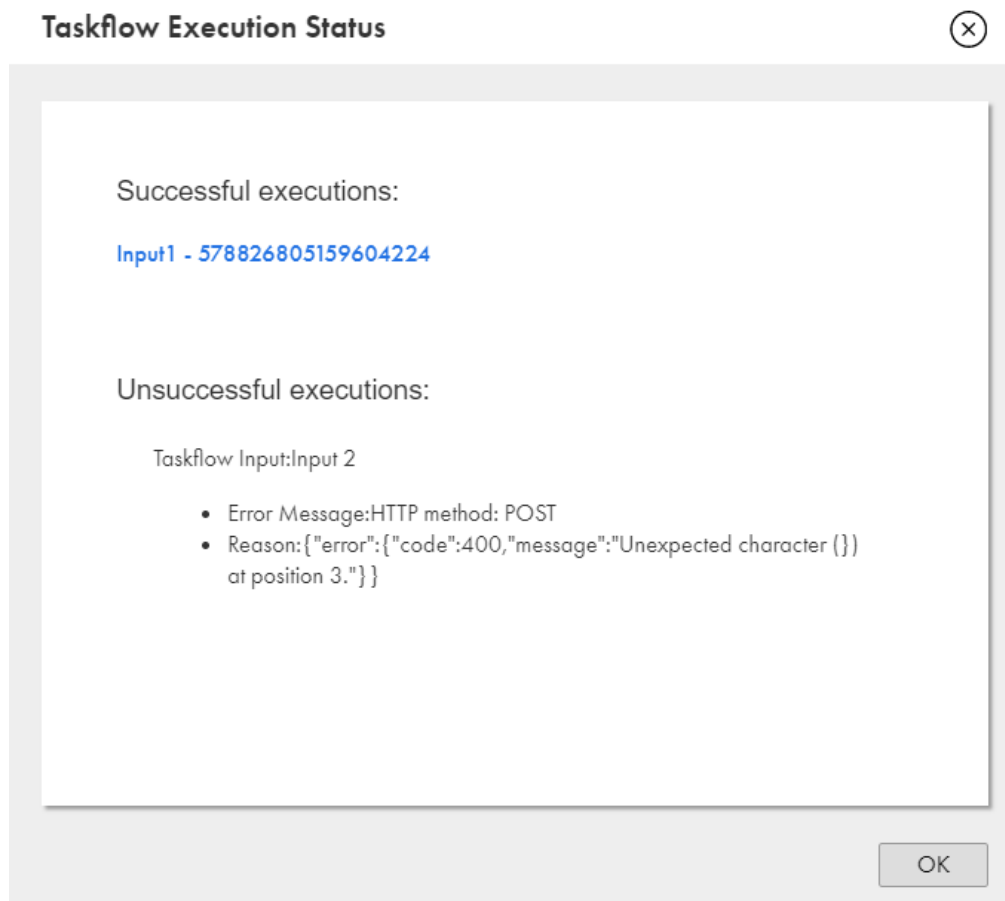 Taskflow Execution Status
Successful executions:
Input1 - 578826805159604224
Unsuccessful executions:
Taskflow Input:Input 2
• Error Message:HTTP method: POST
• Reason:{"error":{"code":400,"message":"Unexpected character (})
at position 3."}}
OK